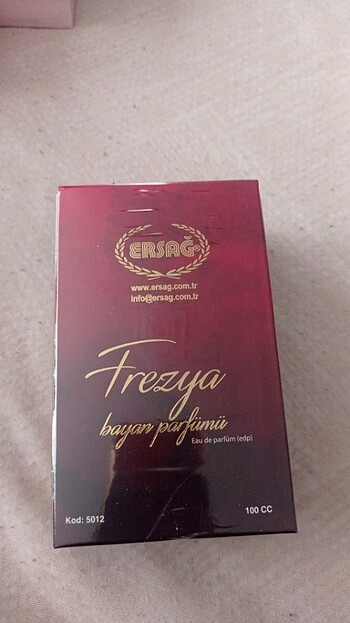 ERSAĞ
www.ersag.com.tr
info@ersag.com.tr
Frezya
bayan parfümü
Eau de parfüm (edp)
Kod: 5012
100 CC